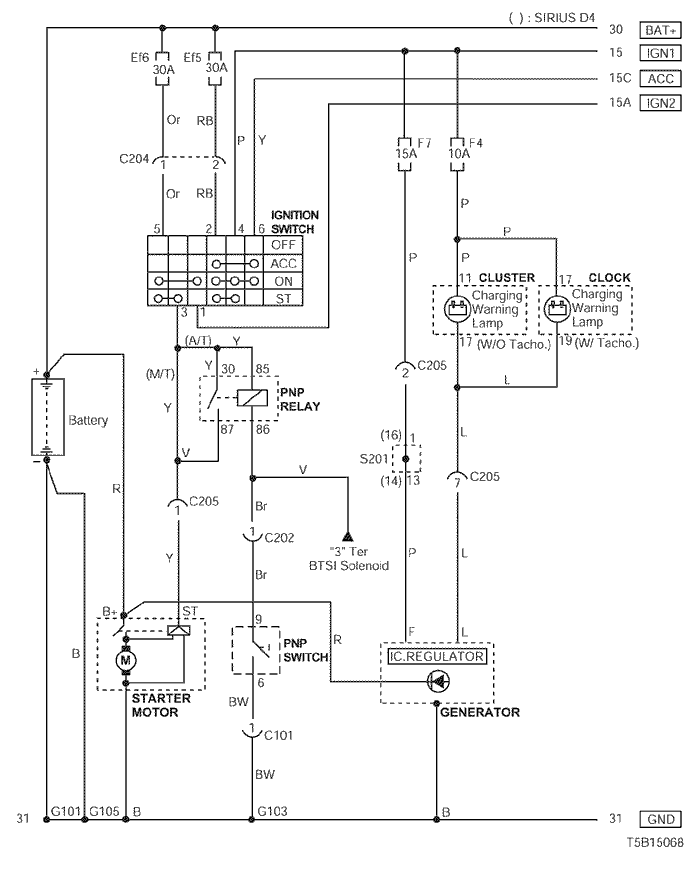 ( ) : SIRIUS D4
30 BAT+
15 IGN1
15C ACC
15A IGN2
Ef6 30A Ef5 30A
F7 15A F4 10A
Or RB P Y
C204 1 2
Or RB
IGNITION SWITCH
5 2 4 6
OFF
ACC
ON
ST
3 1
P
P P
11 CLUSTER 17 CLOCK
Charging Warning Lamp
Charging Warning Lamp
17 (W/O Tacho.) 19 (W/ Tacho.)
(A/T) Y
(M/T) Y 30 85
PNP RELAY
Y
87 86
+
Battery
–
2 C205
L
(16) 1
S201
(14) 13
L
7 C205
V
V
R
1 C205
Br
1 C202
"3" Ter
BTSI Solenoid
Y
Br
P L
B+ ST
9
PNP SWITCH
6
R
F L
IC.REGULATOR
M
STARTER MOTOR
GENERATOR
B
BW
1 C101
BW
31 G101 G105 B G103 B 31 GND
T5B15068